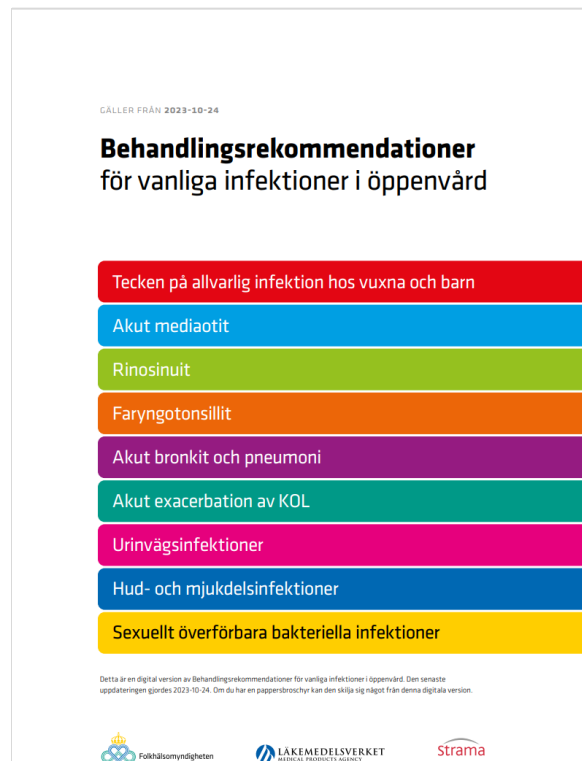 GÄLLER FRÅN 2023-10-24
Behandlingsrekommendationer
för vanliga infektioner i öppenvård
Tecken på allvarlig infektion hos vuxna och barn
Akut mediaotit
Rinosinuit
Faryngotonsillit
Akut bronkit och pneumoni
Akut exacerbation av KOL
Urinvägsinfektioner
Hud- och mjukdelsinfektioner
Sexuellt överförbara bakteriella infektioner
Detta är en digital version av Behandlingsrekommendationer för vanliga infektioner i öppenvård. Den senaste
uppdateringen gjordes 2023-10-24. Om du har en pappersbroschyr kan den skilja sig något från denna digitala version.
Folkhälsomyndigheten
LÄKEMEDELSVERKET
MEDICAL PRODUCTS AGENCY
Strama